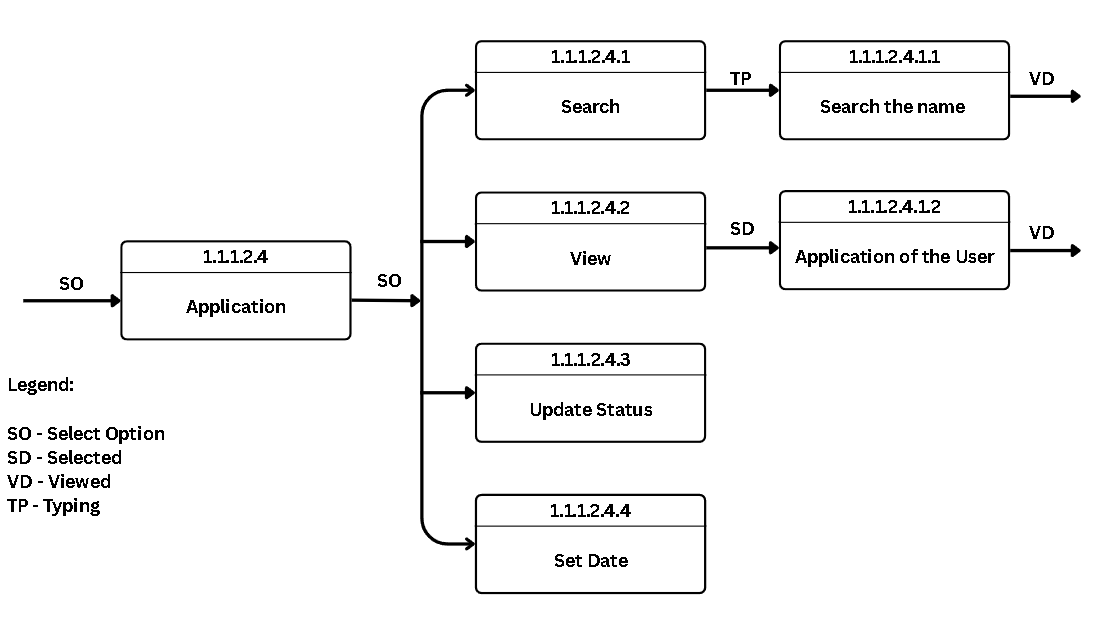 1.1.1.2.4.1
Search
TP
1.1.1.2.4.1.1
Search the name
VD
1.1.1.2.4.2
View
SD
1.1.1.2.4.1.2
Application of the User
VD
SO
1.1.1.2.4
Application
SO
1.1.1.2.4.3
Update Status
1.1.1.2.4.4
Set Date
Legend:
SO - Select Option
SD - Selected
VD - Viewed
TP - Typing